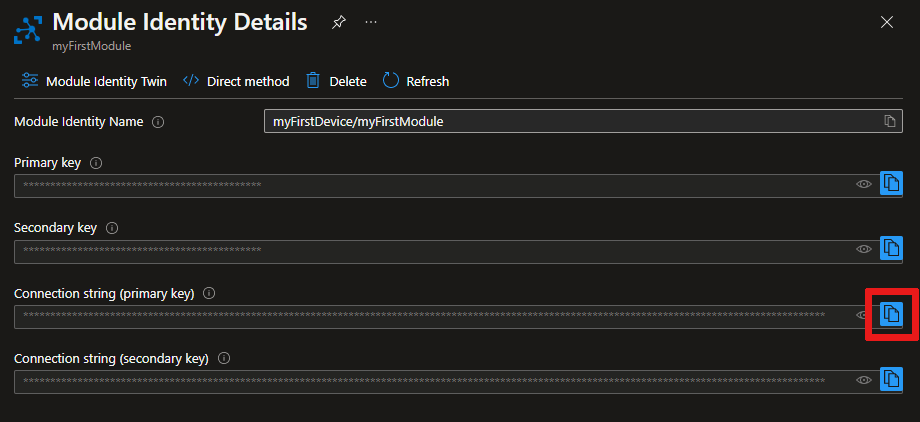 Module Identity Details
myFirstModule
Module Identity Twin Direct method Delete Refresh
Module Identity Name myFirstDevice/myFirstModule
Primary key
********************************************
Secondary key
********************************************
Connection string (primary key)
****************************************************************************************************************************************************
Connection string (secondary key)
****************************************************************************************************************************************************